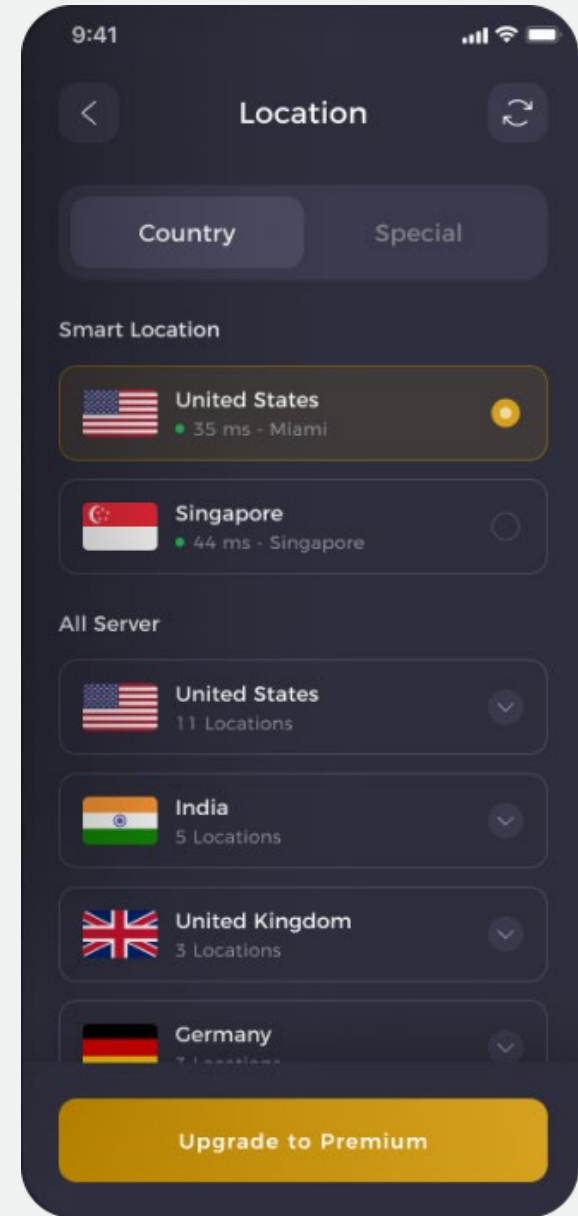 9:41
Location
Country
Special
Smart Location
United States
35 ms - Miami
Singapore
44 ms - Singapore
All Server
United States
11 Locations
India
5 Locations
United Kingdom
3 Locations
Germany
Locations
Upgrade to Premium